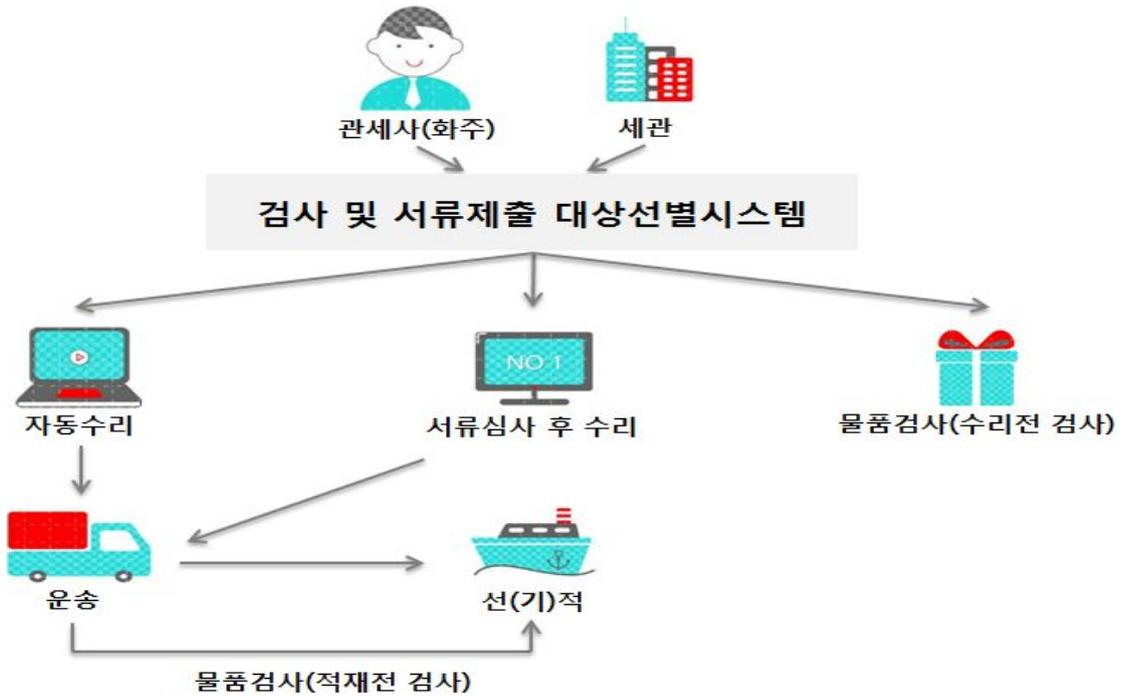 관세사(화주)
세관
검사 및 서류제출 대상선별시스템
NO 1
자동수리
서류심사 후 수리
물품검사(수리전 검사)
운송
선(기)적
물품검사(적재전 검사)